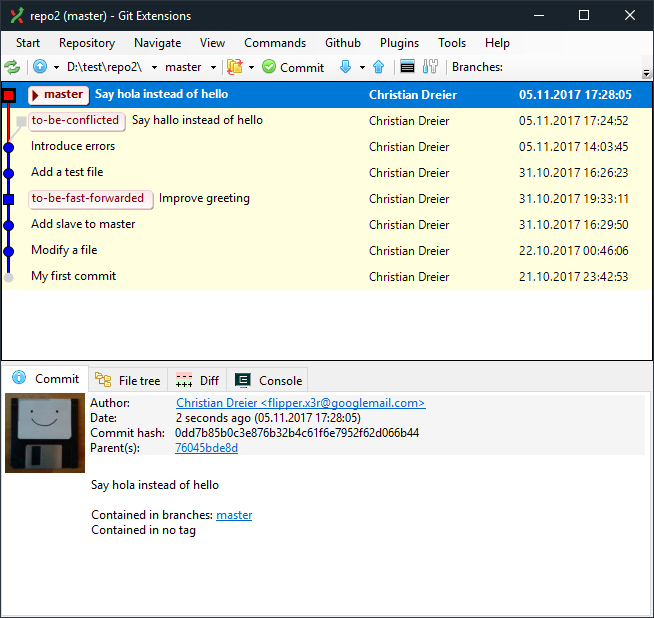 repo2 (master) - Git Extensions
Start Repository Navigate View Commands Github Plugins Tools Help
D:\test\repo2\ master Commit Branches:
master Say hola instead of hello Christian Dreier 05.11.2017 17:28:05
to-be-conflicted Say hallo instead of hello Christian Dreier 05.11.2017 17:24:52
Introduce errors Christian Dreier 05.11.2017 14:03:45
Add a test file Christian Dreier 31.10.2017 16:26:23
to-be-fast-forwarded Improve greeting Christian Dreier 31.10.2017 19:33:11
Add slave to master Christian Dreier 31.10.2017 16:29:50
Modify a file Christian Dreier 22.10.2017 00:46:06
My first commit Christian Dreier 21.10.2017 23:42:53
Commit File tree Diff Console
Author: Christian Dreier <flipper.x3r@googlemail.com>
Date: 2 seconds ago (05.11.2017 17:28:05)
Commit hash: 0dd7b85b0c3e876b32b4c61f6e7952f62d066b44
Parent(s): 76045bde8d
Say hola instead of hello
Contained in branches: master
Contained in no tag